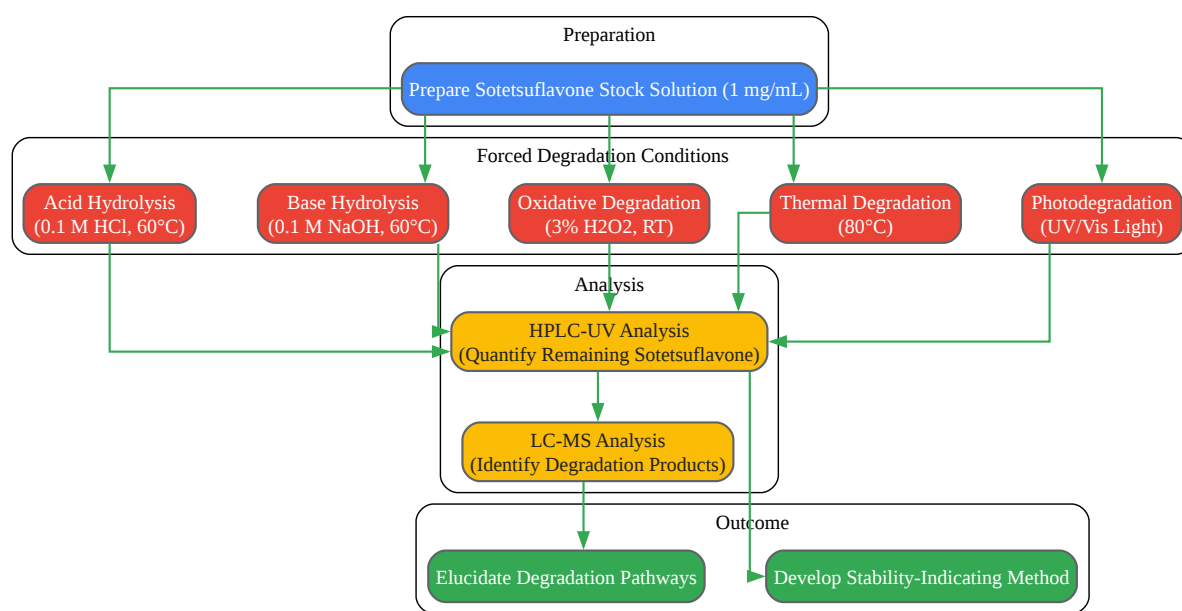 Preparation
Prepare Sotetsuflavone Stock Solution (1 mg/mL)
Forced Degradation Conditions
Acid Hydrolysis
(0.1 M HCl, 60°C)
Base Hydrolysis
(0.1 M NaOH, 60°C)
Oxidative Degradation
(3% H2O2, RT)
Thermal Degradation
(80°C)
Photodegradation
(UV/Vis Light)
Analysis
HPLC-UV Analysis
(Quantify Remaining Sotetsuflavone)
LC-MS Analysis
(Identify Degradation Products)
Outcome
Elucidate Degradation Pathways
Develop Stability-Indicating Method